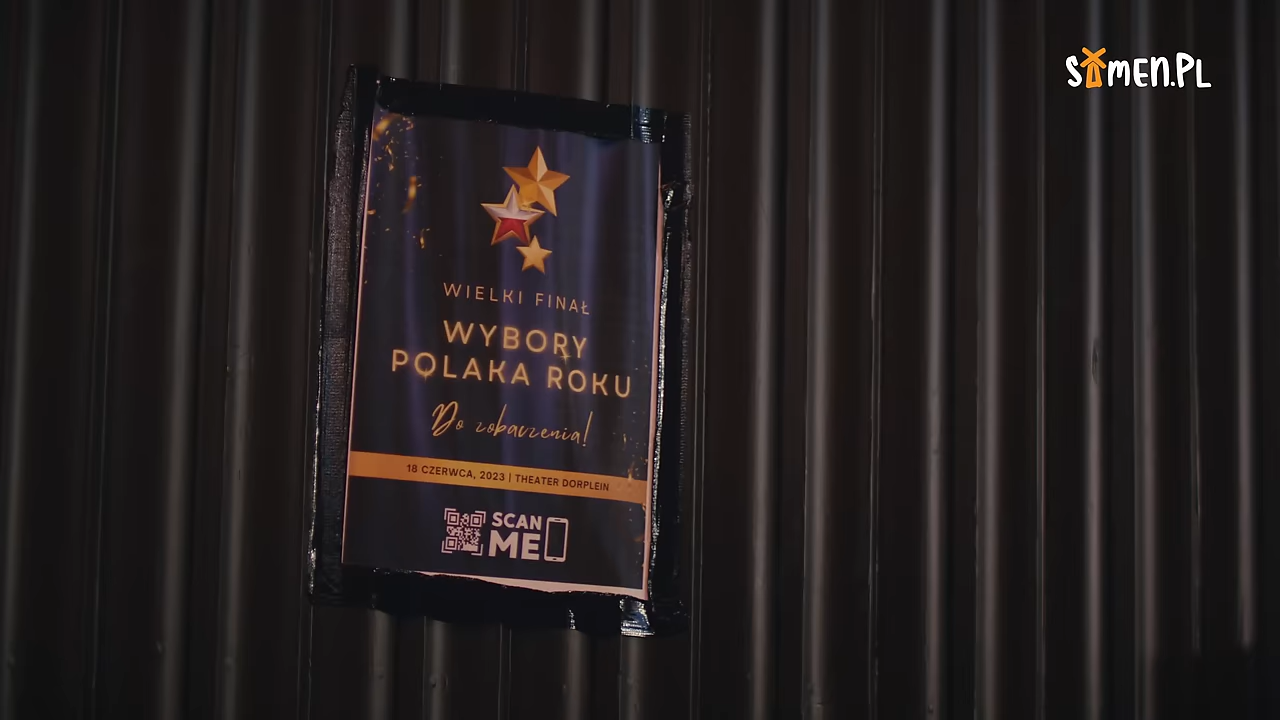 SAMEN.PL
WIELKI FINAŁ
WYBORY
POLAKA ROKU
Do zobaczenia!
18 CZERWCA, 2023 | THEATER DORPLEIN
SCAN
ME